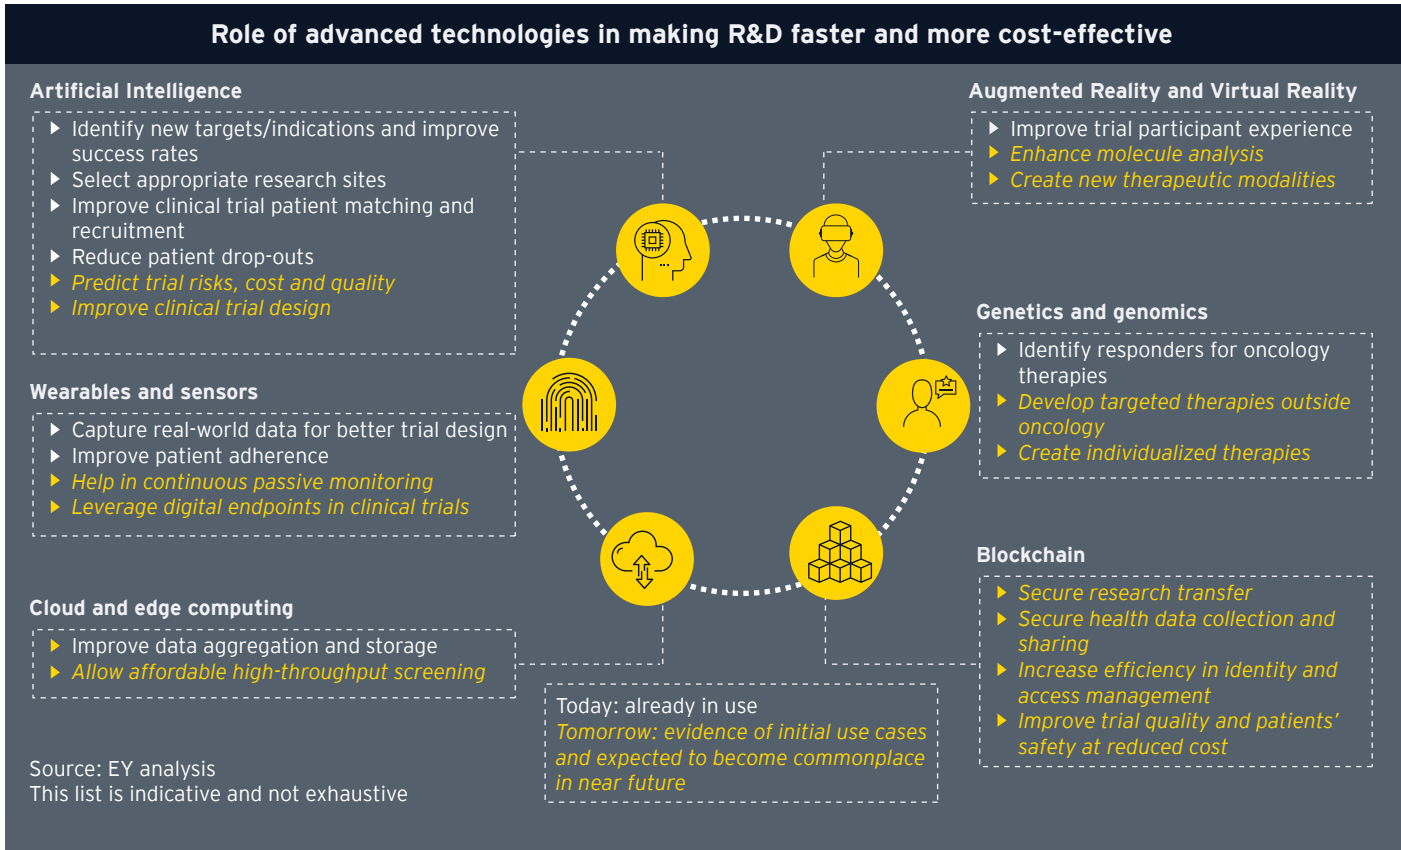 Role of advanced technologies in making R&D faster and more cost-effective
Artificial Intelligence
Identify new targets/indications and improve
success rates
Select appropriate research sites
Improve clinical trial patient matching and
recruitment
Reduce patient drop-outs
Predict trial risks, cost and quality
Improve clinical trial design
Wearables and sensors
Capture real-world data for better trial design
Improve patient adherence
Help in continuous passive monitoring
Leverage digital endpoints in clinical trials
Cloud and edge computing
Improve data aggregation and storage
Allow affordable high-throughput screening
Augmented Reality and Virtual Reality
Improve trial participant experience
Enhance molecule analysis
Create new therapeutic modalities
Genetics and genomics
Identify responders for oncology
therapies
Develop targeted therapies outside
oncology
Create individualized therapies
Blockchain
Secure research transfer
Secure health data collection and
sharing
Increase efficiency in identity and
access management
Improve trial quality and patients’
safety at reduced cost
Today: already in use
Tomorrow: evidence of initial use cases
and expected to become commonplace
in near future
Source: EY analysis
This list is indicative and not exhaustive